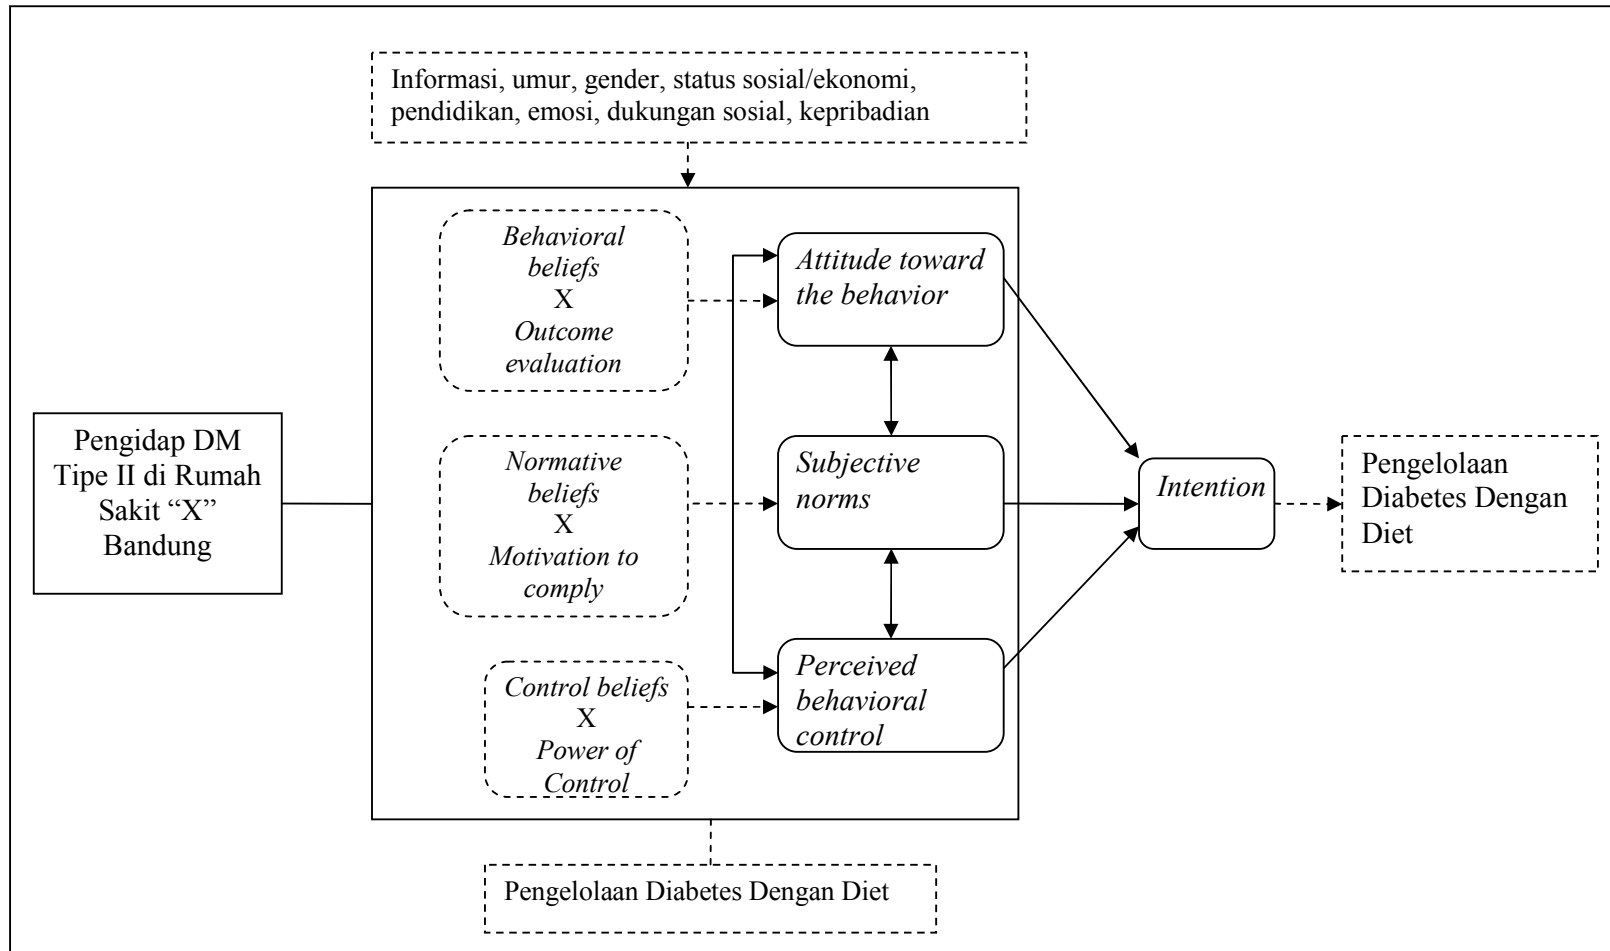 Informasi, umur, gender, status sosial/ekonomi,
pendidikan, emosi, dukungan sosial, kepribadian
Behavioral
beliefs
X
Outcome
evaluation
Attitude toward
the behavior
Pengidap DM
Tipe II di Rumah
Sakit “X”
Bandung
Normative
beliefs
X
Motivation to
comply
Subjective
norms
Intention
Pengelolaan
Diabetes Dengan
Diet
Control beliefs
X
Power of
Control
Perceived
behavioral
control
Pengelolaan Diabetes Dengan Diet